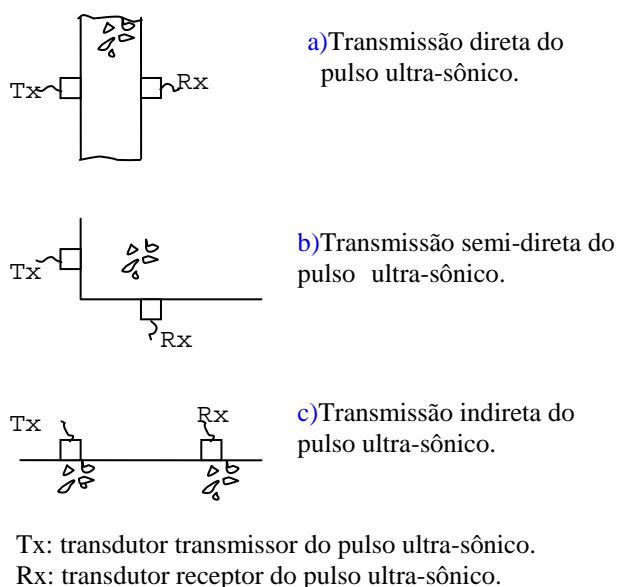 a)Transmissão direta do
pulso ultra-sônico.
Tx
Rx
b)Transmissão semi-direta do
pulso ultra-sônico.
Tx
Rx
c)Transmissão indireta do
pulso ultra-sônico.
Tx
Rx
Tx: transdutor transmissor do pulso ultra-sônico.
Rx: transdutor receptor do pulso ultra-sônico.